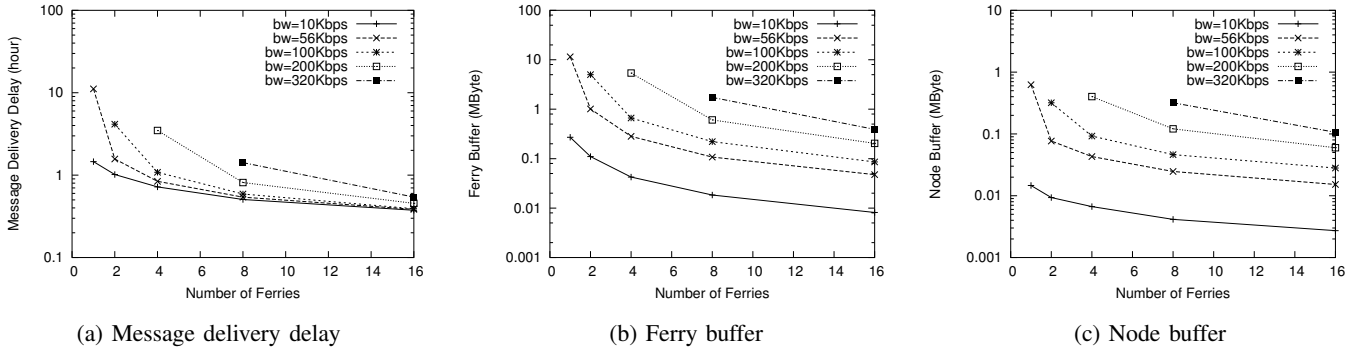 100
10
1
0.1
0 2 4 6 8 10 12 14 16
Message Delivery Delay (hour)
Number of Ferries
bw=10Kbps
bw=56Kbps
bw=100Kbps
bw=200Kbps
bw=320Kbps
(a) Message delivery delay
100
10
1
0.1
0.01
0.001
0 2 4 6 8 10 12 14 16
Ferry Buffer (MByte)
Number of Ferries
bw=10Kbps
bw=56Kbps
bw=100Kbps
bw=200Kbps
bw=320Kbps
(b) Ferry buffer
10
1
0.1
0.01
0.001
0 2 4 6 8 10 12 14 16
Node Buffer (MByte)
Number of Ferries
bw=10Kbps
bw=56Kbps
bw=100Kbps
bw=200Kbps
bw=320Kbps
(c) Node buffer